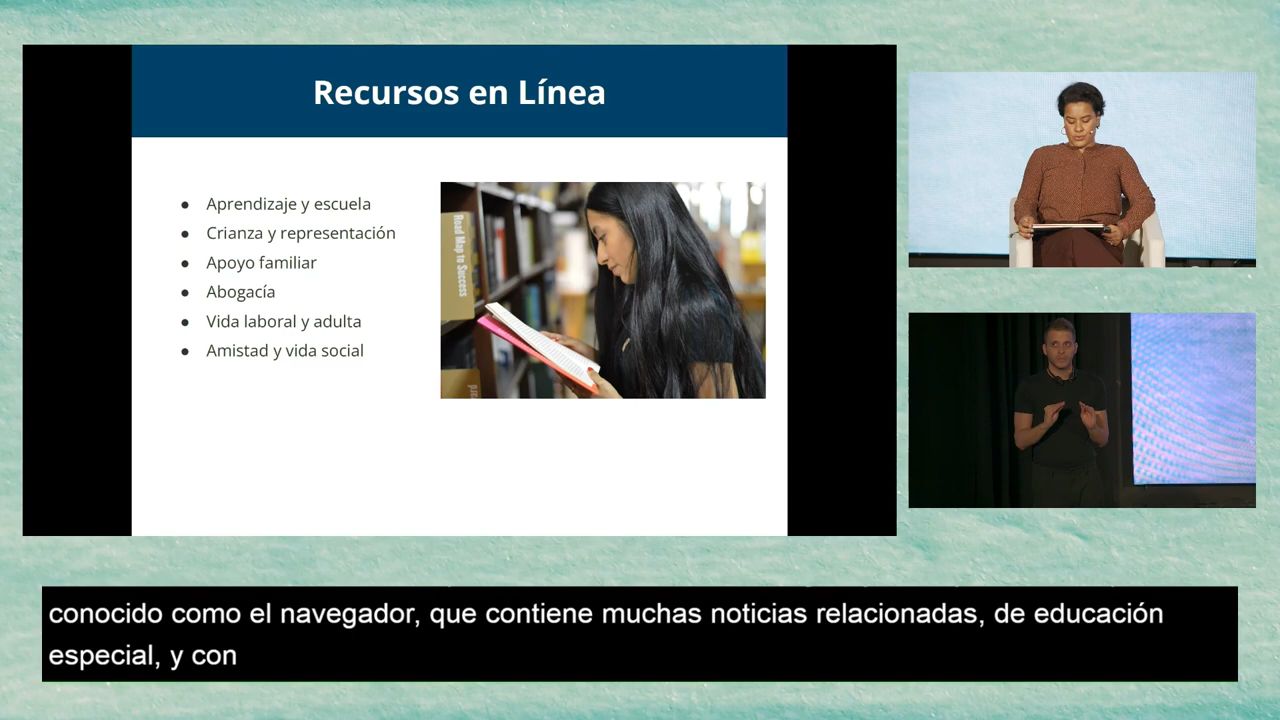 Recursos en Línea
● Aprendizaje y escuela
● Crianza y representación
● Apoyo familiar
● Abogacía
● Vida laboral y adulta
● Amistad y vida social
Road Map to Success
conocido como el navegador, que contiene muchas noticias relacionadas, de educación
especial, y con